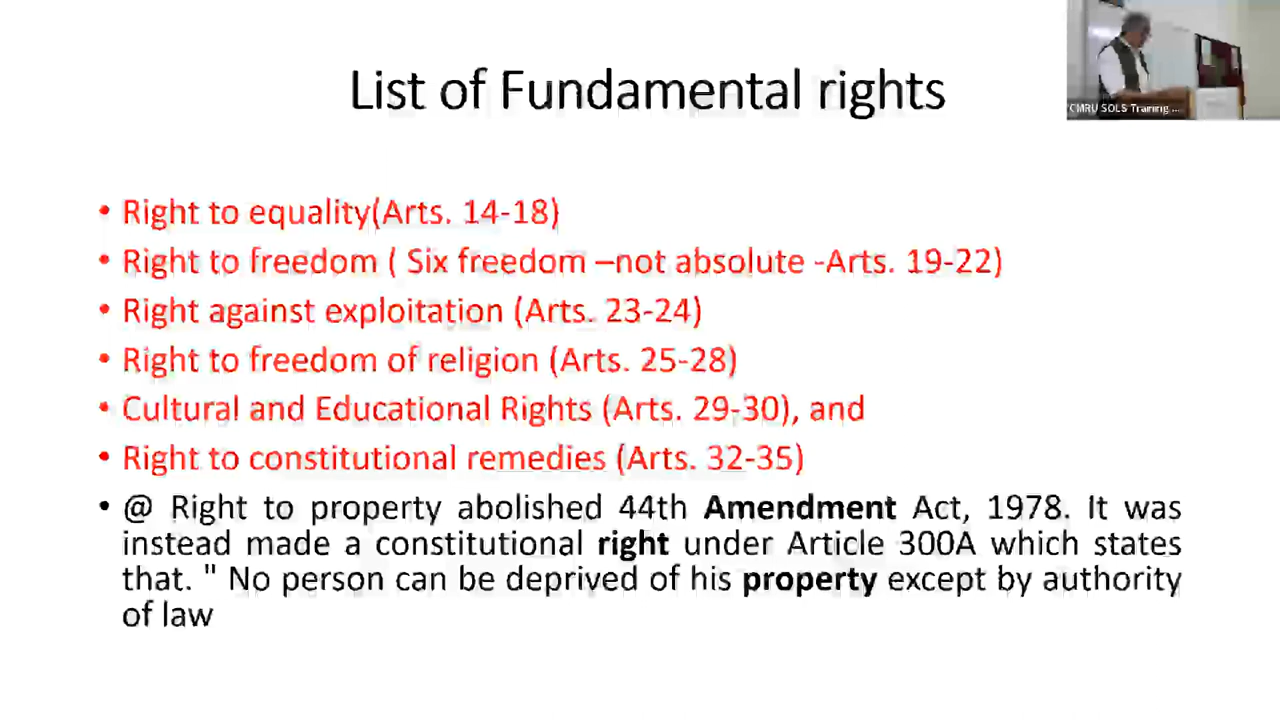 List of Fundamental rights
'CMRU SOLS Training ...
• Right to equality(Arts. 14-18)
• Right to freedom ( Six freedom –not absolute -Arts. 19-22)
• Right against exploitation (Arts. 23-24)
• Right to freedom of religion (Arts. 25-28)
• Cultural and Educational Rights (Arts. 29-30), and
• Right to constitutional remedies (Arts. 32-35)
• @ Right to property abolished 44th Amendment Act, 1978. It was
instead made a constitutional right under Article 300A which states
that. " No person can be deprived of his property except by authority
of law